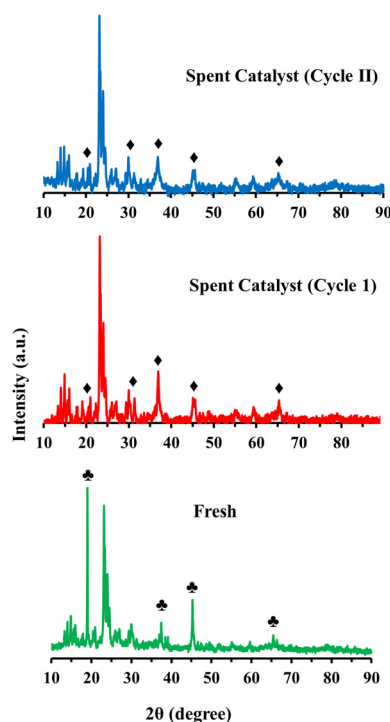 Spent Catalyst (Cycle II)
10 20 30 40 50 60 70 80 90
Spent Catalyst (Cycle 1)
10 20 30 40 50 60 70 80
Intensity (a.u.)
Fresh
10 20 30 40 50 60 70 80 90
2θ (degree)